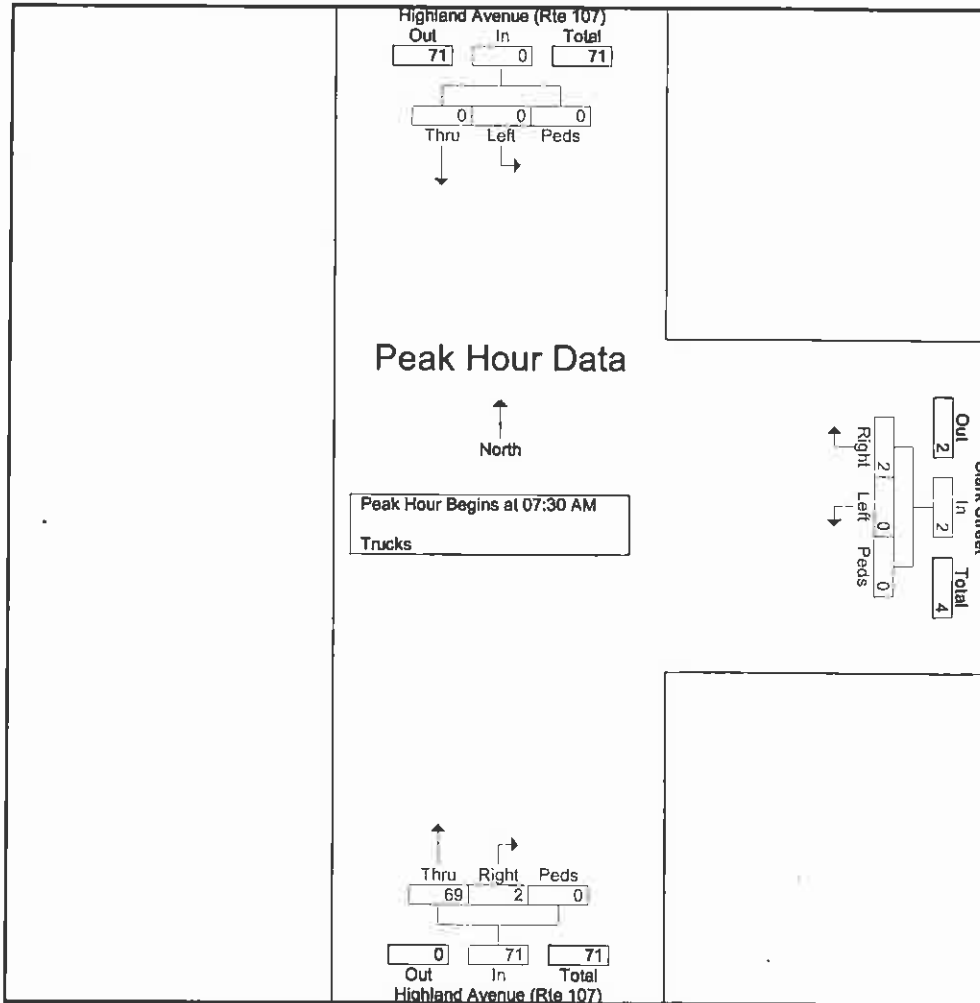 Highland Avenue (Rte 107)
Out In Total
71 0 71
0 0 0
Thru Left Peds
Peak Hour Data
North
Peak Hour Begins at 07:30 AM
Trucks
Street
Out In Total
2 2 4
Right Left Peds
2 0 0
Thru Right Peds
69 2 0
0 71 71
Out In Total
Highland Avenue (Rte 107)